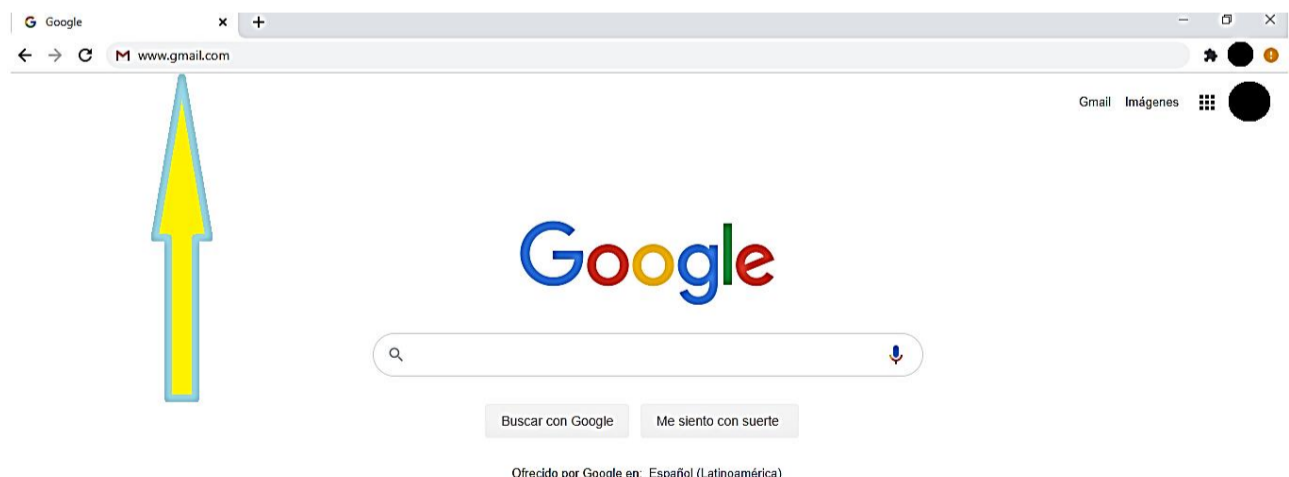 Google
www.gmail.com
Gmail Imágenes
Google
Buscar con Google Me siento con suerte
Ofrecido por Google en: Español (Latinoamérica)